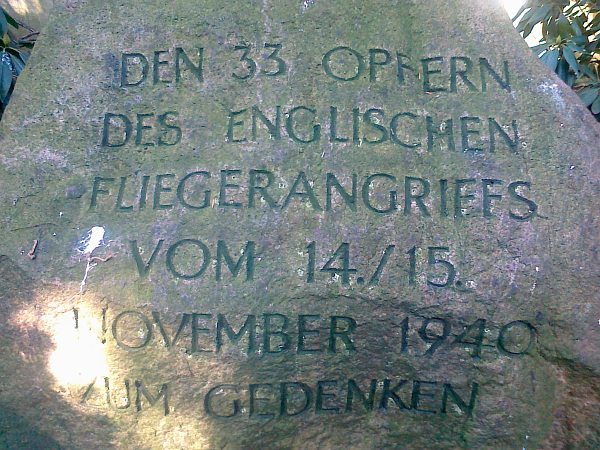 DEN 33 OPFERN
DES ENGLISCHEN
FLIEGERANGRIFFS
VOM 14./15.
NOVEMBER 1940
ZUM GEDENKEN